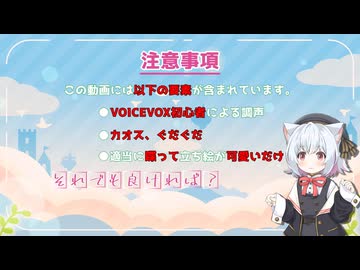 注意事項
この動画には以下の要素が含まれています。
●VOICEVOX初心者による調声
●カオス、ぐだぐだ
●適当に喋って立ち絵が可愛いだけ
それでも良ければ？